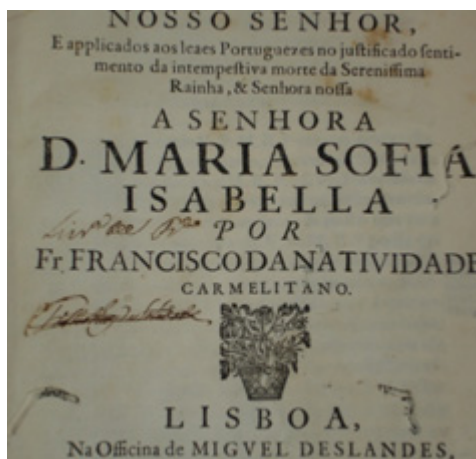 NOSSO SENHOR,
E applicados aos leaes Portuguezes no juſtificado ſenti-
mento da intempeſtiva morte da Sereniſſima
Rainha, & Senhora noſſa
A SENHORA
D. MARIA SOFIA
ISABELLA
POR
Fr. FRANCISCO DA NATIVIDADE
CARMELITANO.
LISBOA,
Na Officina de MIGVEL DESLANDES,